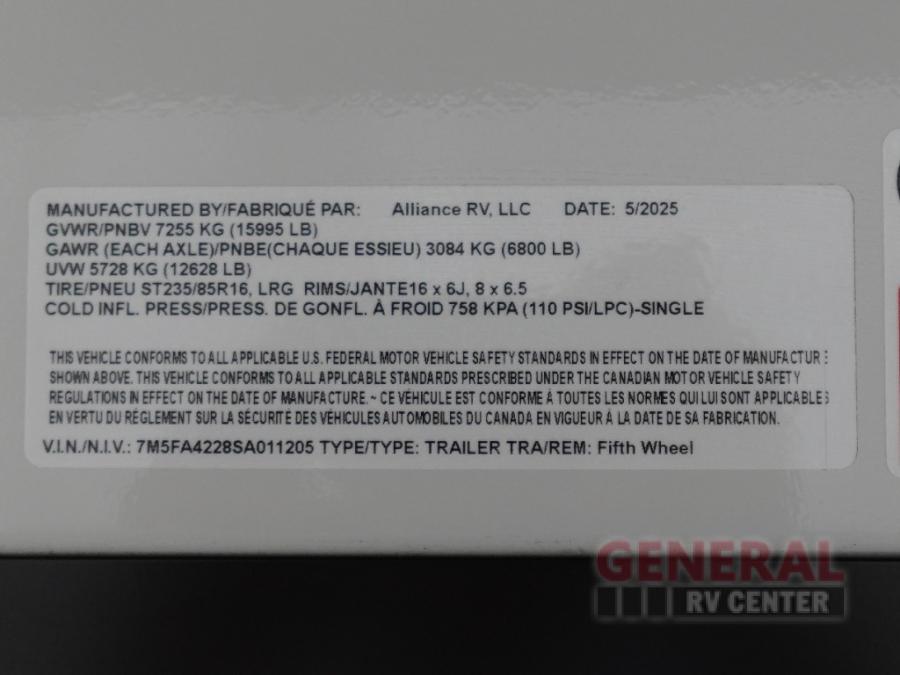 MANUFACTURED BY/FABRIQUÉ PAR: Alliance RV, LLC DATE: 5/2025
GVWR/PNBV 7255 KG (15995 LB)
GAWR (EACH AXLE)/PNBE(CHAQUE ESSIEU) 3084 KG (6800 LB)
UVW 5728 KG (12628 LB)
TIRE/PNEU ST235/85R16, LRG RIMS/JANTE16 x 6J, 8 x 6.5
COLD INFL. PRESS/PRESS. DE GONFL. À FROID 758 KPA (110 PSI/LPC)-SINGLE
THIS VEHICLE CONFORMS TO ALL APPLICABLE U.S. FEDERAL MOTOR VEHICLE SAFETY STANDARDS IN EFFECT ON THE DATE OF MANUFACTURE
SHOWN ABOVE. THIS VEHICLE CONFORMS TO ALL APPLICABLE STANDARDS PRESCRIBED UNDER THE CANADIAN MOTOR VEHICLE SAFETY
REGULATIONS IN EFFECT ON THE DATE OF MANUFACTURE. ~ CE VÉHICULE EST CONFORME À TOUTES LES NORMES QUI LUI SONT APPLICABLES
EN VERTU DU RÉGLEMENT SUR LA SÉCURITÉ DES VÉHICULES AUTOMOBILES DU CANADA EN VIGUEUR À LA DATE DE SA FABRICATION.
V.I.N./N.I.V.: 7M5FA4228SA011205 TYPE/TYPE: TRAILER TRA/REM: Fifth Wheel
GENERAL
RV CENTER